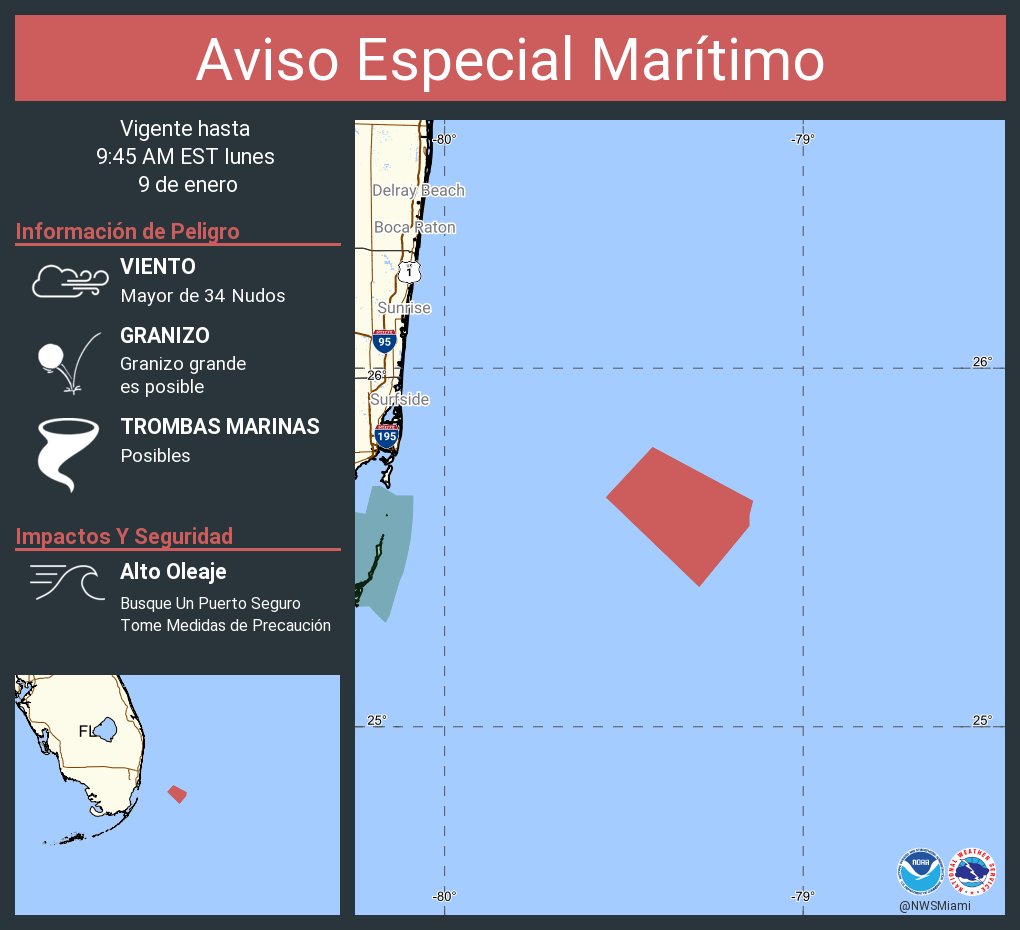 Aviso Especial Marítimo
Vigente hasta
9:45 AM EST lunes
9 de enero
Información de Peligro
VIENTO
Mayor de 34 Nudos
GRANIZO
Granizo grande
es posible
TROMBAS MARINAS
Posibles
Impactos Y Seguridad
Alto Oleaje
Busque Un Puerto Seguro
Tome Medidas de Precaución
FL
-80°
-79°
Delray Beach
Boca Raton
1
Sunrise
95
26°
26°
Surfside
195
25°
25°
-80°
-79°
NOAA
NATIONAL WEATHER SERVICE
@NWSMiami